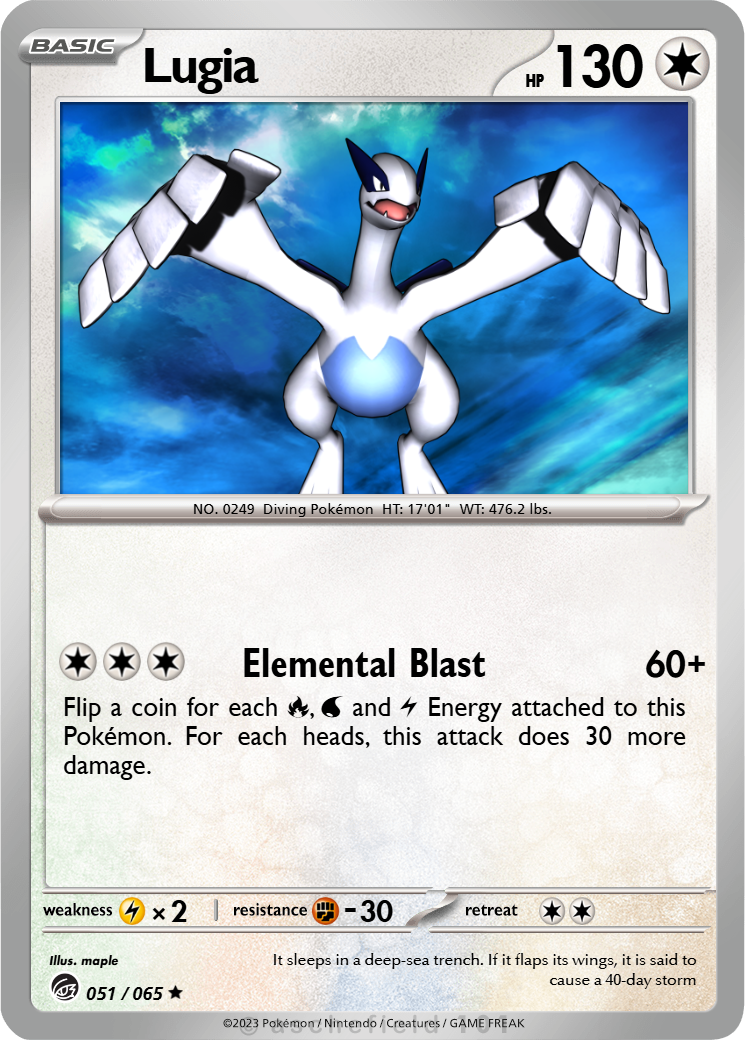 BASIC
Lugia
HP 130
NO. 0249 Diving Pokémon HT: 17'01" WT: 476.2 lbs.
Elemental Blast 60+
Flip a coin for each , and Energy attached to this
Pokémon. For each heads, this attack does 30 more
damage.
weakness × 2 | resistance -30 retreat
Illus. maple
It sleeps in a deep-sea trench. If it flaps its wings, it is said to
cause a 40-day storm
051 / 065 ★
©2023 Pokémon / Nintendo / Creatures / GAME FREAK